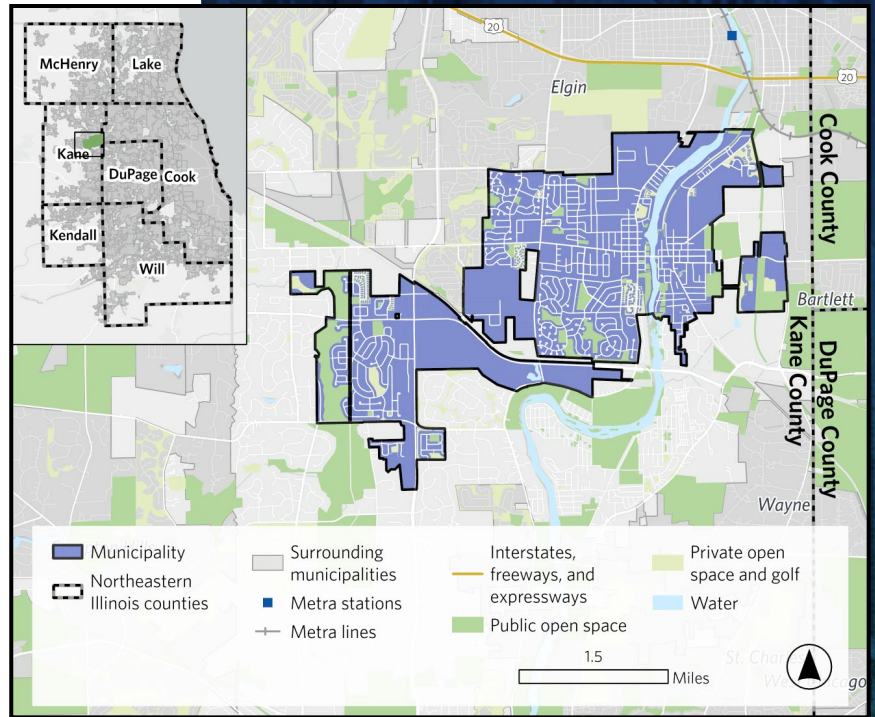 McHenry
Lake
Kane
DuPage
Cook
Kendall
Will
20
20
Elgin
Cook County
Bartlett
Kane County
DuPage County
Wayne
Municipality
Northeastern
Illinois counties
Surrounding
municipalities
Metra stations
Metra lines
Interstates,
freeways, and
expressways
Public open space
Private open
space and golf
Water
1.5
Miles
St. Charles